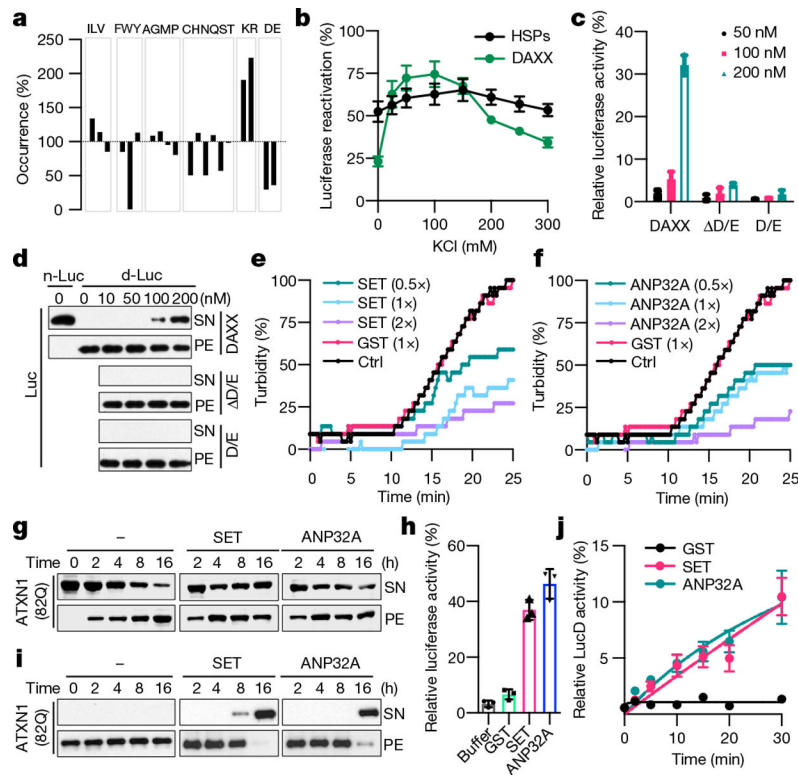 a
ILV FWY AGMP CHNQST KR DE
250
200
150
100
50
0
Occurrence (%)
b
HSPs
DAXX
100
75
50
25
0
Luciferase reactivation (%)
0 100 200 300
KCl (mM)
c
50 nM
100 nM
200 nM
40
30
20
10
0
Relative luciferase activity (%)
DAXX ΔD/E D/E
d
n-Luc d-Luc
0 0 10 50 100 200 (nM)
SN
PE
DAXX
SN
PE
ΔD/E
SN
PE
D/E
Luc
e
SET (0.5×)
SET (1×)
SET (2×)
GST (1×)
Ctrl
100
75
50
25
0
Turbidity (%)
0 5 10 15 20 25
Time (min)
f
ANP32A (0.5×)
ANP32A (1×)
ANP32A (2×)
GST (1×)
Ctrl
100
75
50
25
0
Turbidity (%)
0 5 10 15 20 25
Time (min)
g
– SET ANP32A
Time 0 2 4 8 16 2 4 8 16 2 4 8 16 (h)
SN
PE
ATXN1
(82Q)
h
60
40
20
0
Relative luciferase activity (%)
Buffer
GST
SET
ANP32A
i
– SET ANP32A
Time 0 2 4 8 16 2 4 8 16 2 4 8 16 (h)
SN
PE
ATXN1
(82Q)
j
GST
SET
ANP32A
15
10
5
Relative LucD activity (%)
0 10 20 30
Time (min)